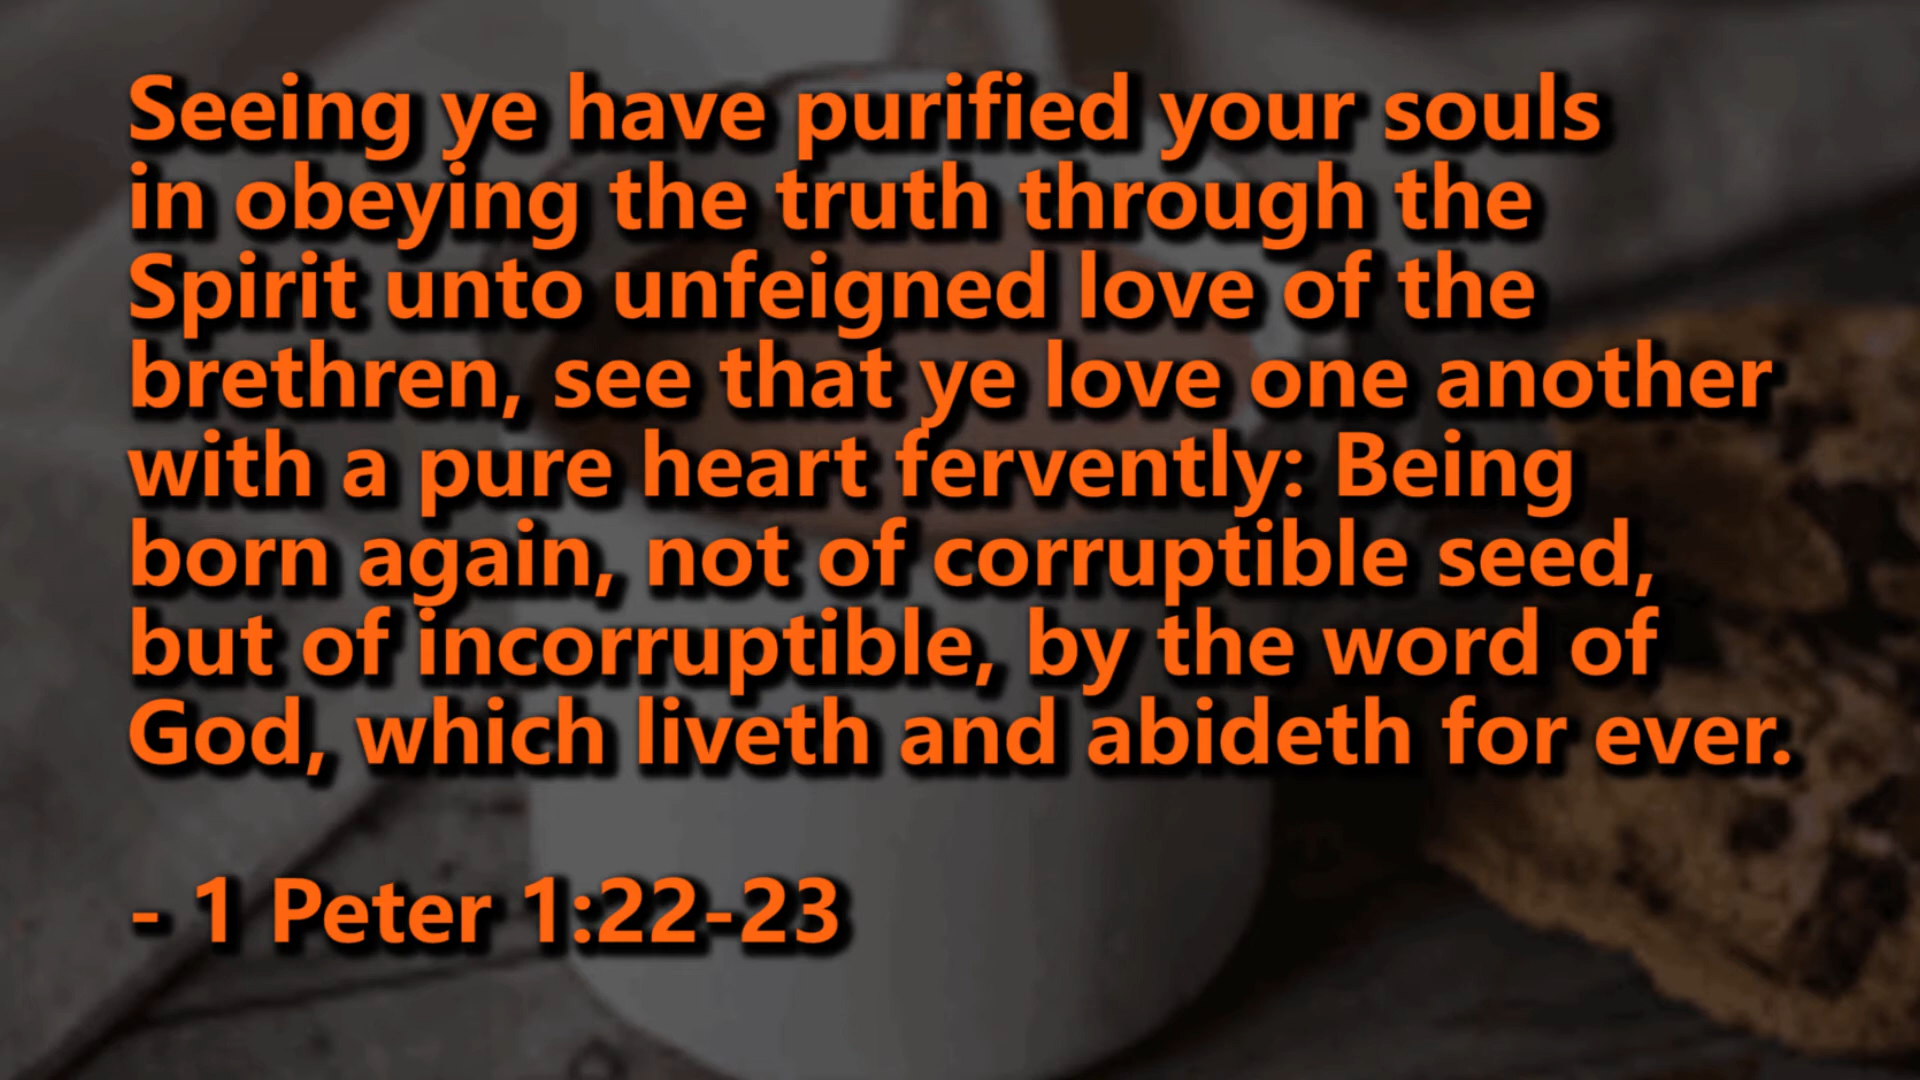 Seeing ye have purified your souls
in obeying the truth through the
Spirit unto unfeigned love of the
brethren, see that ye love one another
with a pure heart fervently: Being
born again, not of corruptible seed,
but of incorruptible, by the word of
God, which liveth and abideth for ever.
- 1 Peter 1:22-23